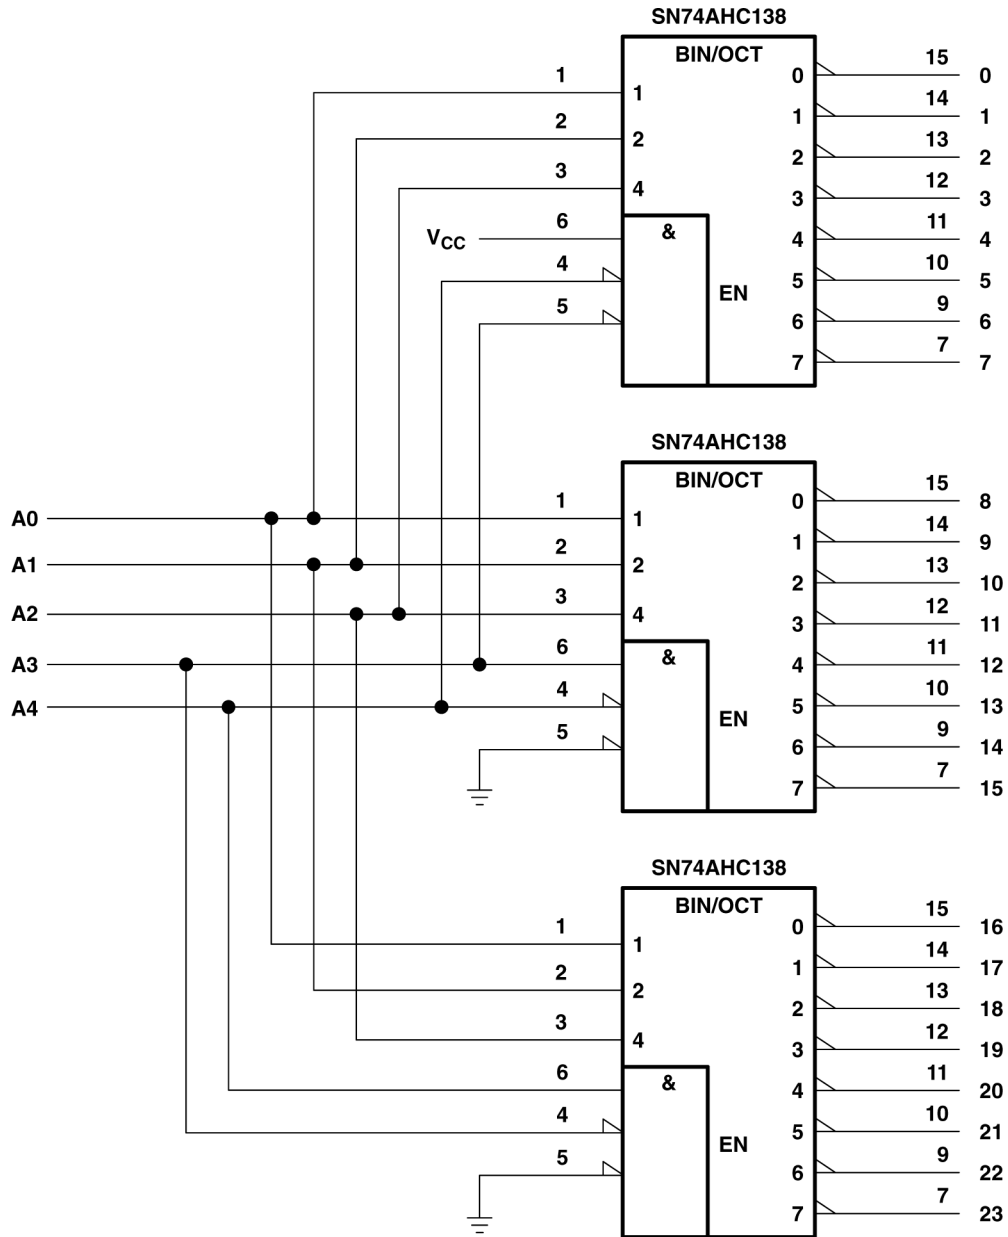 SN74AHC138
BIN/OCT
1 1 0 15 0
2 2 1 14 1
3 4 2 13 2
VCC 6 & 3 12 3
4 EN 4 11 4
5 5 10 5
6 9 6
7 7 7
SN74AHC138
BIN/OCT
A0 1 1 0 15 8
A1 2 2 1 14 9
A2 3 4 2 13 10
A3 6 & 3 12 11
A4 4 EN 4 11 12
5 5 10 13
6 9 14
7 7 15
SN74AHC138
BIN/OCT
1 1 0 15 16
2 2 1 14 17
3 4 2 13 18
6 & 3 12 19
4 EN 4 11 20
5 5 10 21
6 9 22
7 7 23